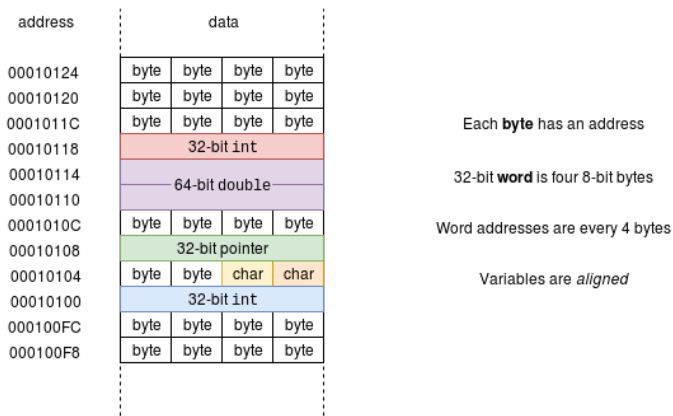 address data
00010124 byte byte byte byte
00010120 byte byte byte byte
0001011C byte byte byte byte
Each byte has an address
00010118 32-bit int
00010114
64-bit double
32-bit word is four 8-bit bytes
00010110
0001010C byte byte byte byte
Word addresses are every 4 bytes
00010108 32-bit pointer
00010104 byte byte char char
Variables are aligned
00010100 32-bit int
000100FC byte byte byte byte
000100F8 byte byte byte byte